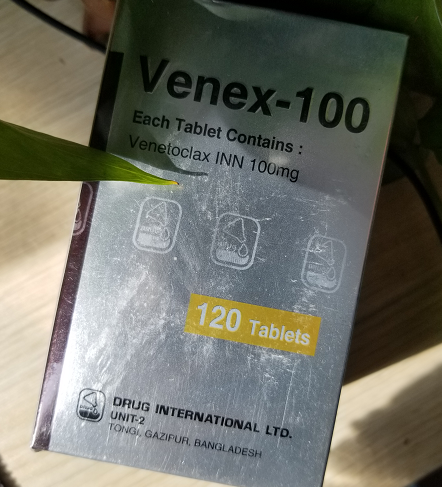 Venex-100
Each Tablet Contains :
Venetoclax INN 100mg
120 Tablets
DRUG INTERNATIONAL LTD.
UNIT-2
TONGI, GAZIPUR, BANGLADESH